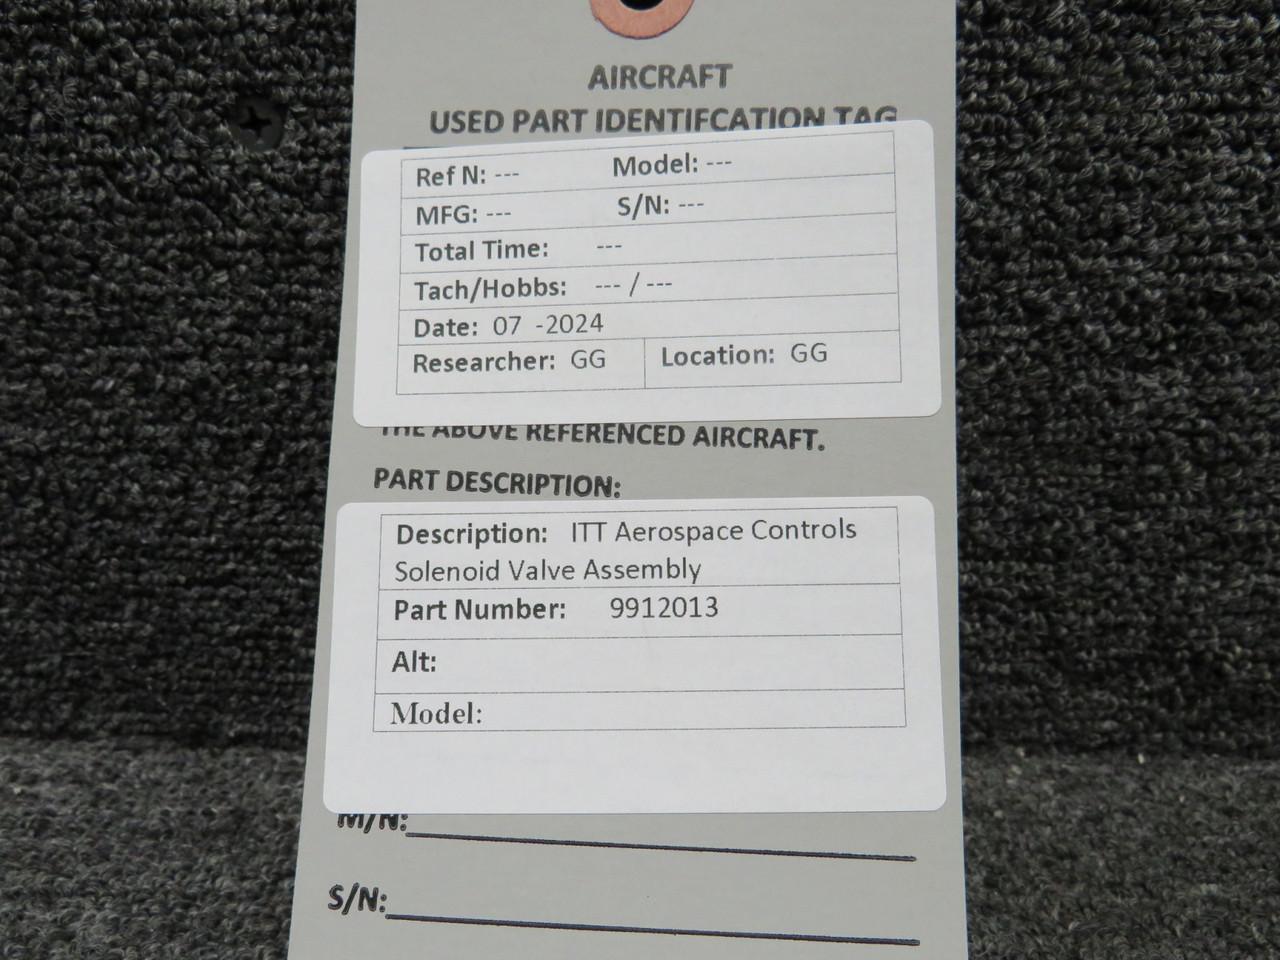 AIRCRAFT
USED PART IDENTIFCATION TAG
Ref N: --- Model: ---
MFG: --- S/N: ---
Total Time: ---
Tach/Hobbs: --- / ---
Date: 07 -2024
Researcher: GG Location: GG
THE ABOVE REFERENCED AIRCRAFT.
PART DESCRIPTION:
Description: ITT Aerospace Controls
Solenoid Valve Assembly
Part Number: 9912013
Alt:
Model:
M/N:
S/N: